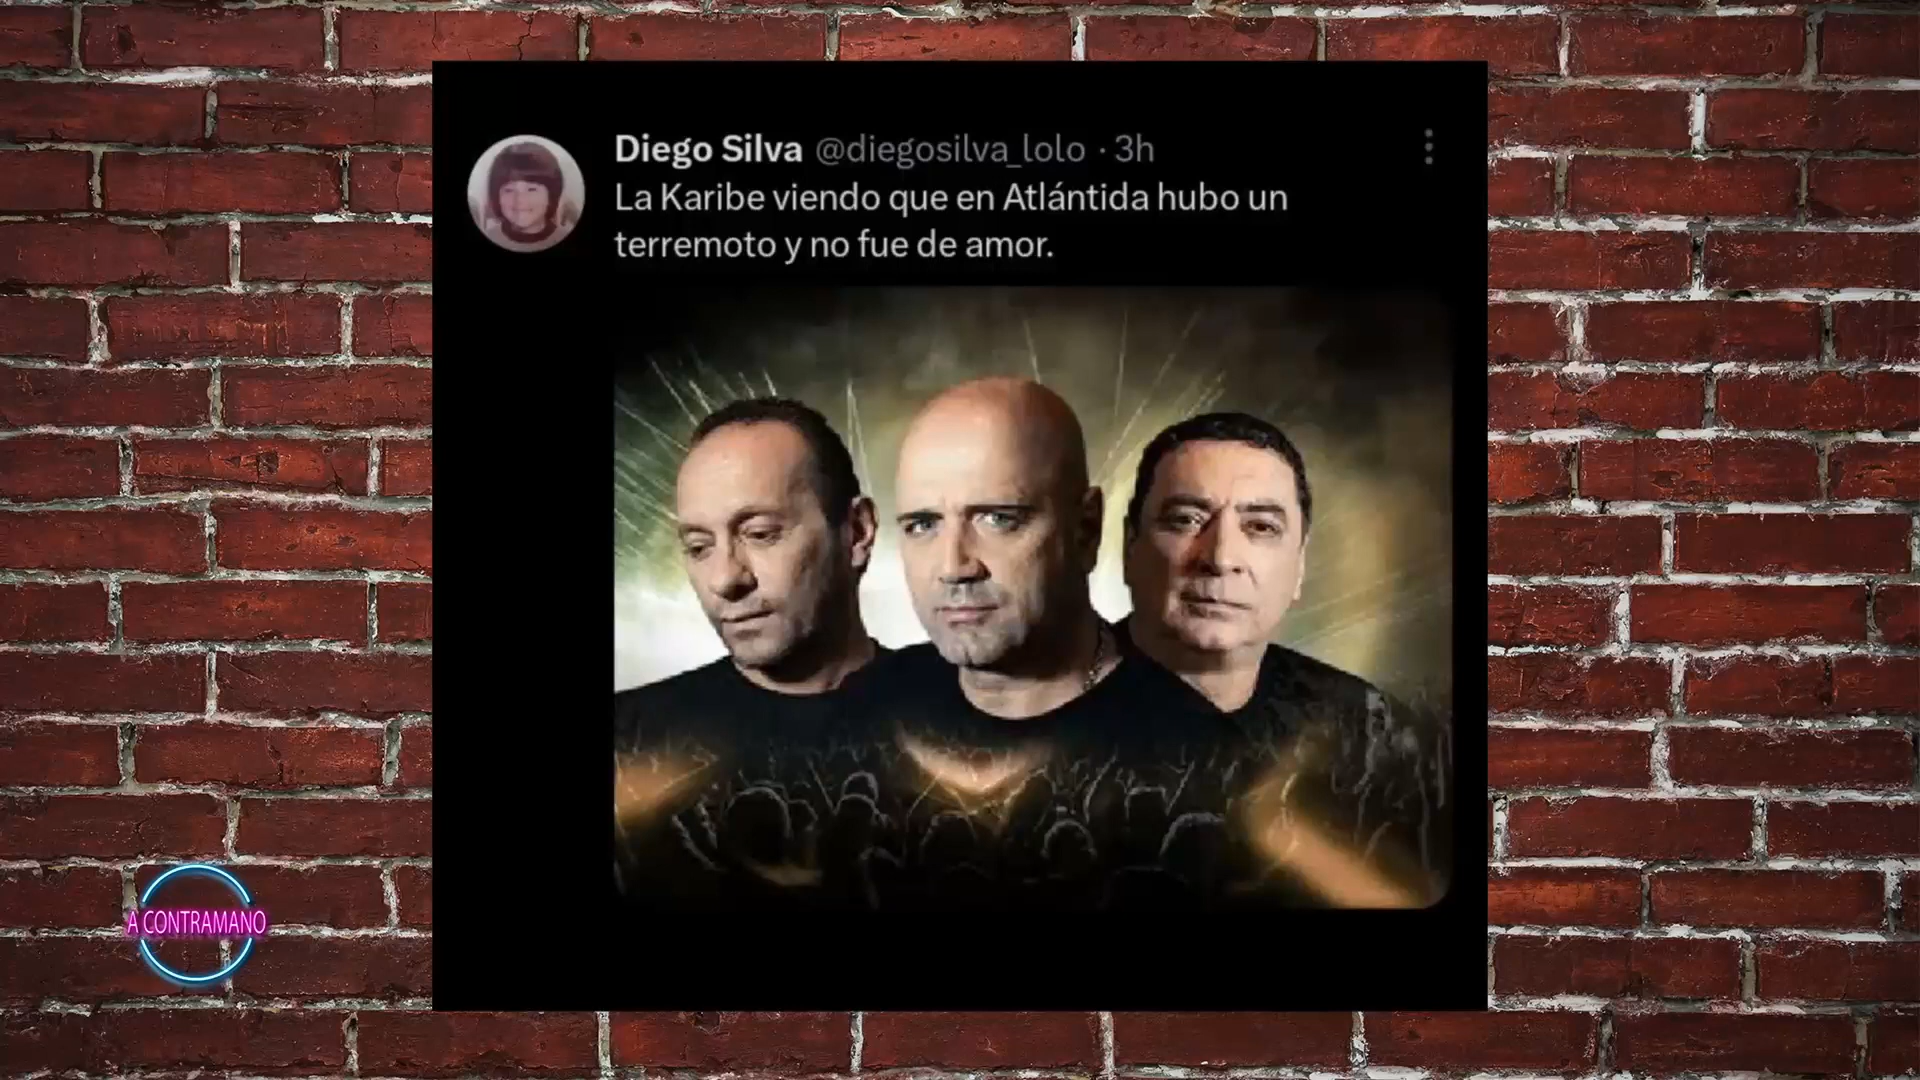 Diego Silva @diegosilva_lolo · 3h
La Karibe viendo que en Atlántida hubo un
terremoto y no fue de amor.
A CONTRAMANO